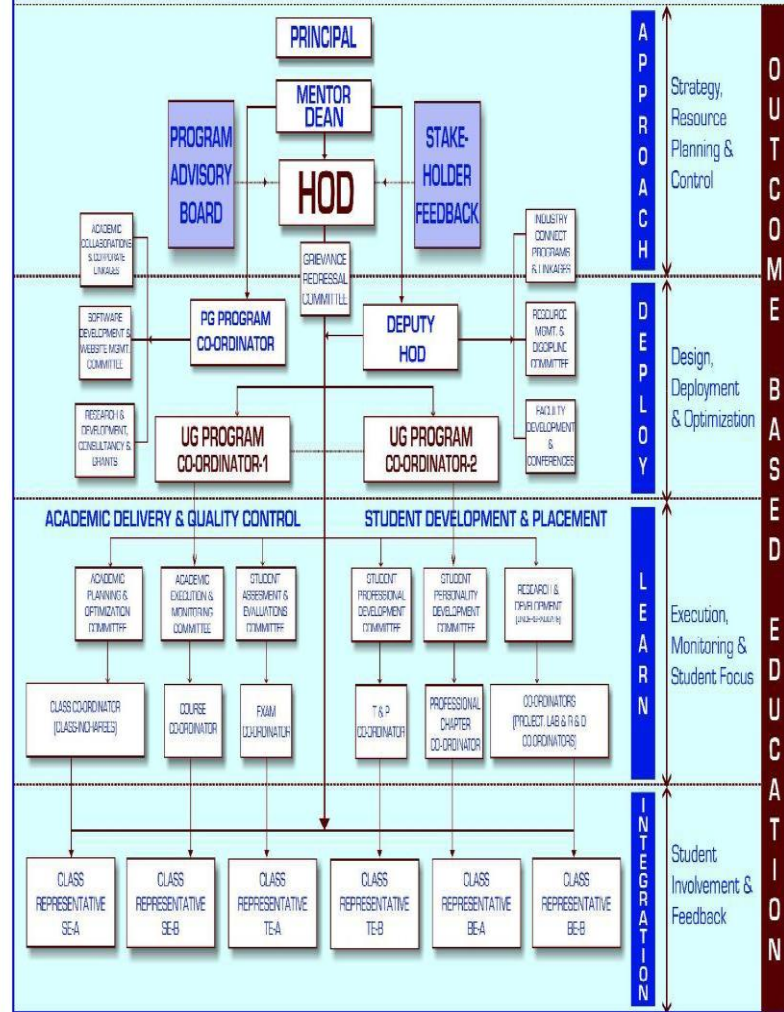 PRINCIPAL
MENTOR
DEAN
PROGRAM
ADVISORY
BOARD
HOD
STAKE-
HOLDER
FEEDBACK
ACADEMIC
COLLABORATIONS
& CORPORATE
LINKAGES
GRIEVANCE
REDRESSAL
COMMITTEE
INDUSTRY
CONNECT
PROGRAMS
& LINKAGES
APPROACH
Strategy,
Resource
Planning &
Control
SOFTWARE
DEVELOPMENT &
WEBSITE MGMT.
COMMITTEE
PG PROGRAM
CO-ORDINATOR
DEPUTY
HOD
RESOURCE
MGMT. &
DISCIPLINE
COMMITTEE
RESEARCH &
DEVELOPMENT,
CONSULTANCY &
GRANTS
UG PROGRAM
CO-ORDINATOR-1
UG PROGRAM
CO-ORDINATOR-2
FACULTY
DEVELOPMENT
&
CONFERENCES
DEPLOY
Design,
Deployment
& Optimization
ACADEMIC DELIVERY & QUALITY CONTROL
STUDENT DEVELOPMENT & PLACEMENT
ACADEMIC
PLANNING &
OPTIMIZATION
COMMITTEE
ACADEMIC
EXECUTION &
MONITORING
COMMITTEE
STUDENT
ASSESMENT &
EVALUATIONS
COMMITTEE
STUDENT
PROFESSIONAL
DEVELOPMENT
COMMITTEE
STUDENT
PERSONALITY
DEVELOPMENT
COMMITTEE
RESEARCH &
DEVELOPMENT
CLASS CO-ORDINATOR
(CLASS-INCHARGES)
COURSE
CO-ORDINATOR
EXAM
CO-ORDINATOR
T & P
CO-ORDINATOR
PROFESSIONAL
CHAPTER
CO-ORDINATOR
CO-ORDINATORS
(PROJECT, LAB & R & D
CO.ORDINATORS)
LEARN
Execution,
Monitoring &
Student Focus
CLASS
REPRESENTATIVE
SE-A
CLASS
REPRESENTATIVE
SE-B
CLASS
REPRESENTATIVE
TE-A
CLASS
REPRESENTATIVE
TE-B
CLASS
REPRESENTATIVE
BE-A
CLASS
REPRESENTATIVE
BE-B
INTEGRATION
Student
Involvement &
Feedback
OUTCOME BASED EDUCATION